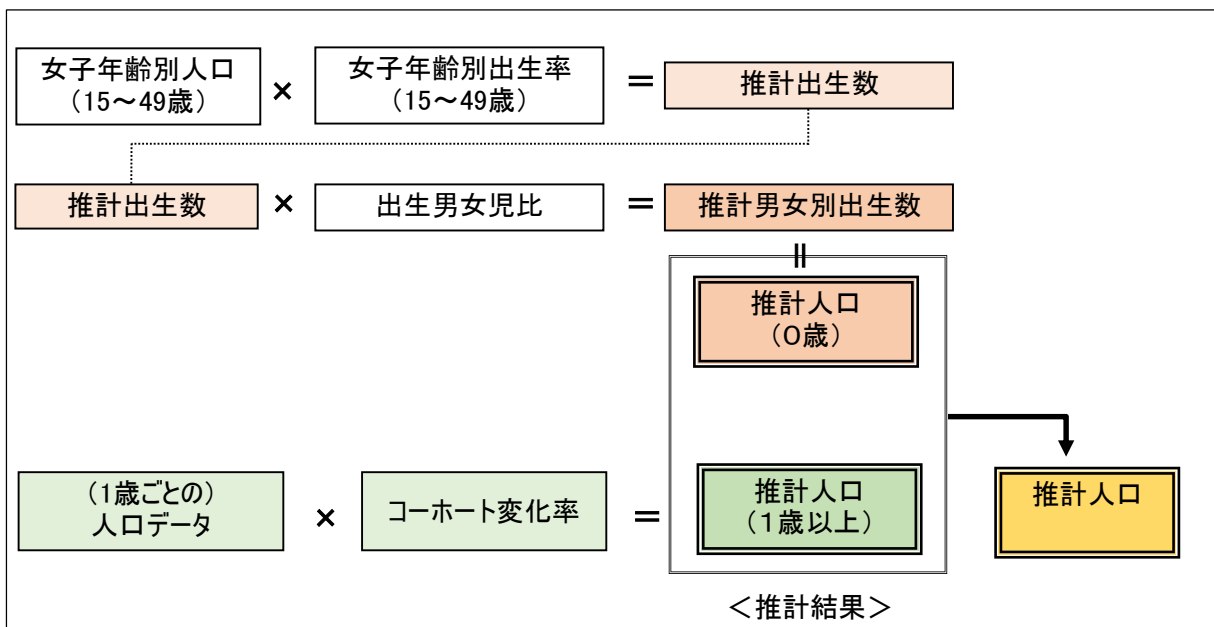 女子年齢別人口
（15～49歳）
×
女子年齢別出生率
（15～49歳）
＝
推計出生数
推計出生数
×
出生男女児比
＝
推計男女別出生数
＝
推計人口
（0歳）
（1歳ごとの）
人口データ
×
コーホート変化率
＝
推計人口
（1歳以上）
推計人口
＜推計結果＞